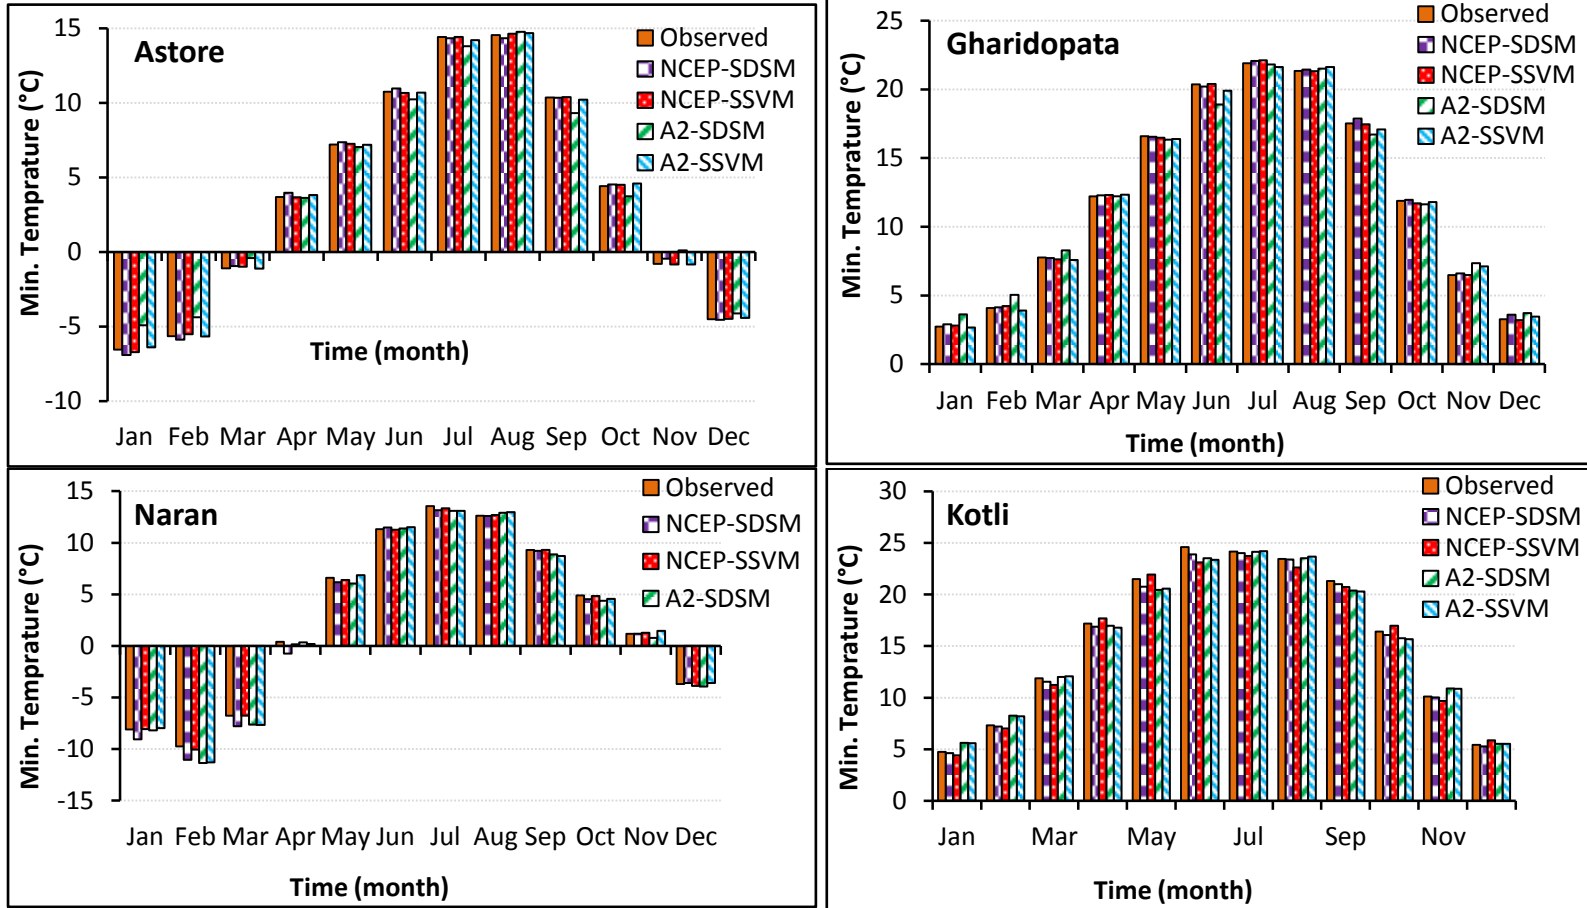 Astore
Min. Temprature (°C)
15
10
5
0
-5
-10
Observed
NCEP-SDSM
NCEP-SSVM
A2-SDSM
A2-SSVM
Time (month)
Jan Feb Mar Apr May Jun Jul Aug Sep Oct Nov Dec
Gharidopata
Min. Temprature (°C)
25
20
15
10
5
0
Observed
NCEP-SDSM
NCEP-SSVM
A2-SDSM
A2-SSVM
Jan Feb Mar Apr May Jun Jul Aug Sep Oct Nov Dec
Time (month)
Naran
Min. Temprature (°C)
15
10
5
0
-5
-10
-15
Observed
NCEP-SDSM
NCEP-SSVM
A2-SDSM
Jan Feb Mar Apr May Jun Jul Aug Sep Oct Nov Dec
Time (month)
Kotli
Min. Temprature (°C)
30
25
20
15
10
5
0
Observed
NCEP-SDSM
NCEP-SSVM
A2-SDSM
A2-SSVM
Jan Mar May Jul Sep Nov
Time (month)